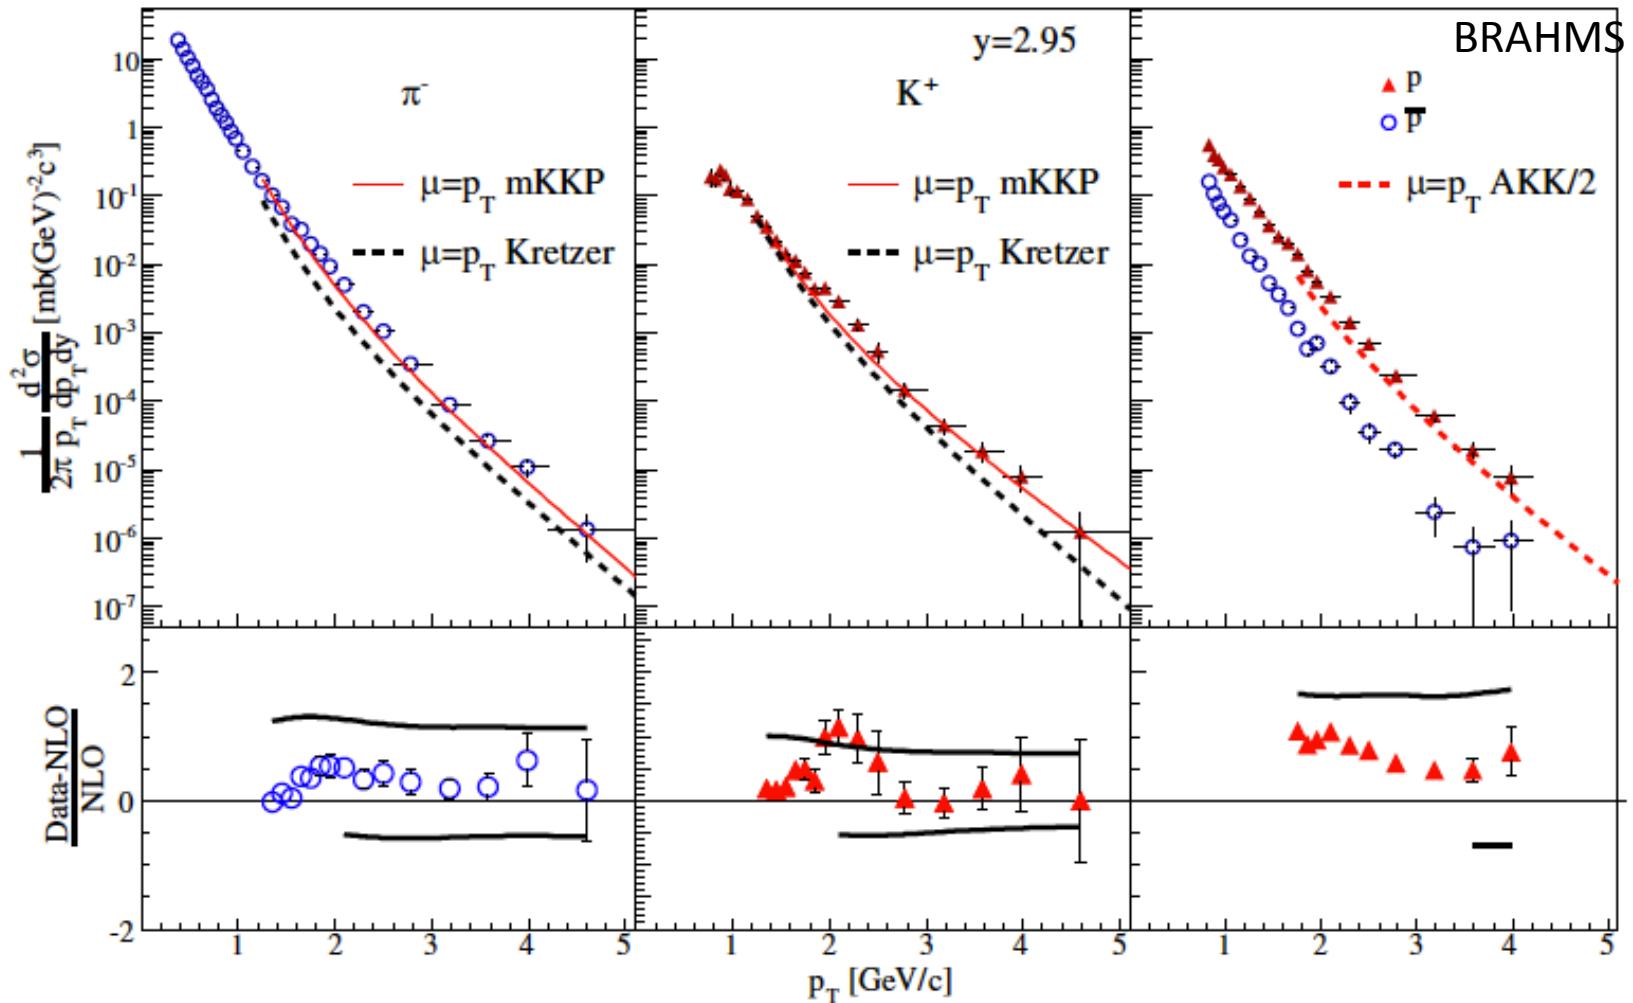 BRAHMS
y=2.95
π⁻
K⁺
p
p̅
μ=p_T mKKP
μ=p_T Kretzer
μ=p_T mKKP
μ=p_T Kretzer
μ=p_T AKK/2
1/(2π p_T) d²σ/(dp_T dy) [mb(GeV)⁻²c³]
10
1
10⁻¹
10⁻²
10⁻³
10⁻⁴
10⁻⁵
10⁻⁶
10⁻⁷
Data-NLO
NLO
2
0
-2
1 2 3 4 5
1 2 3 4 5
1 2 3 4 5
p_T [GeV/c]